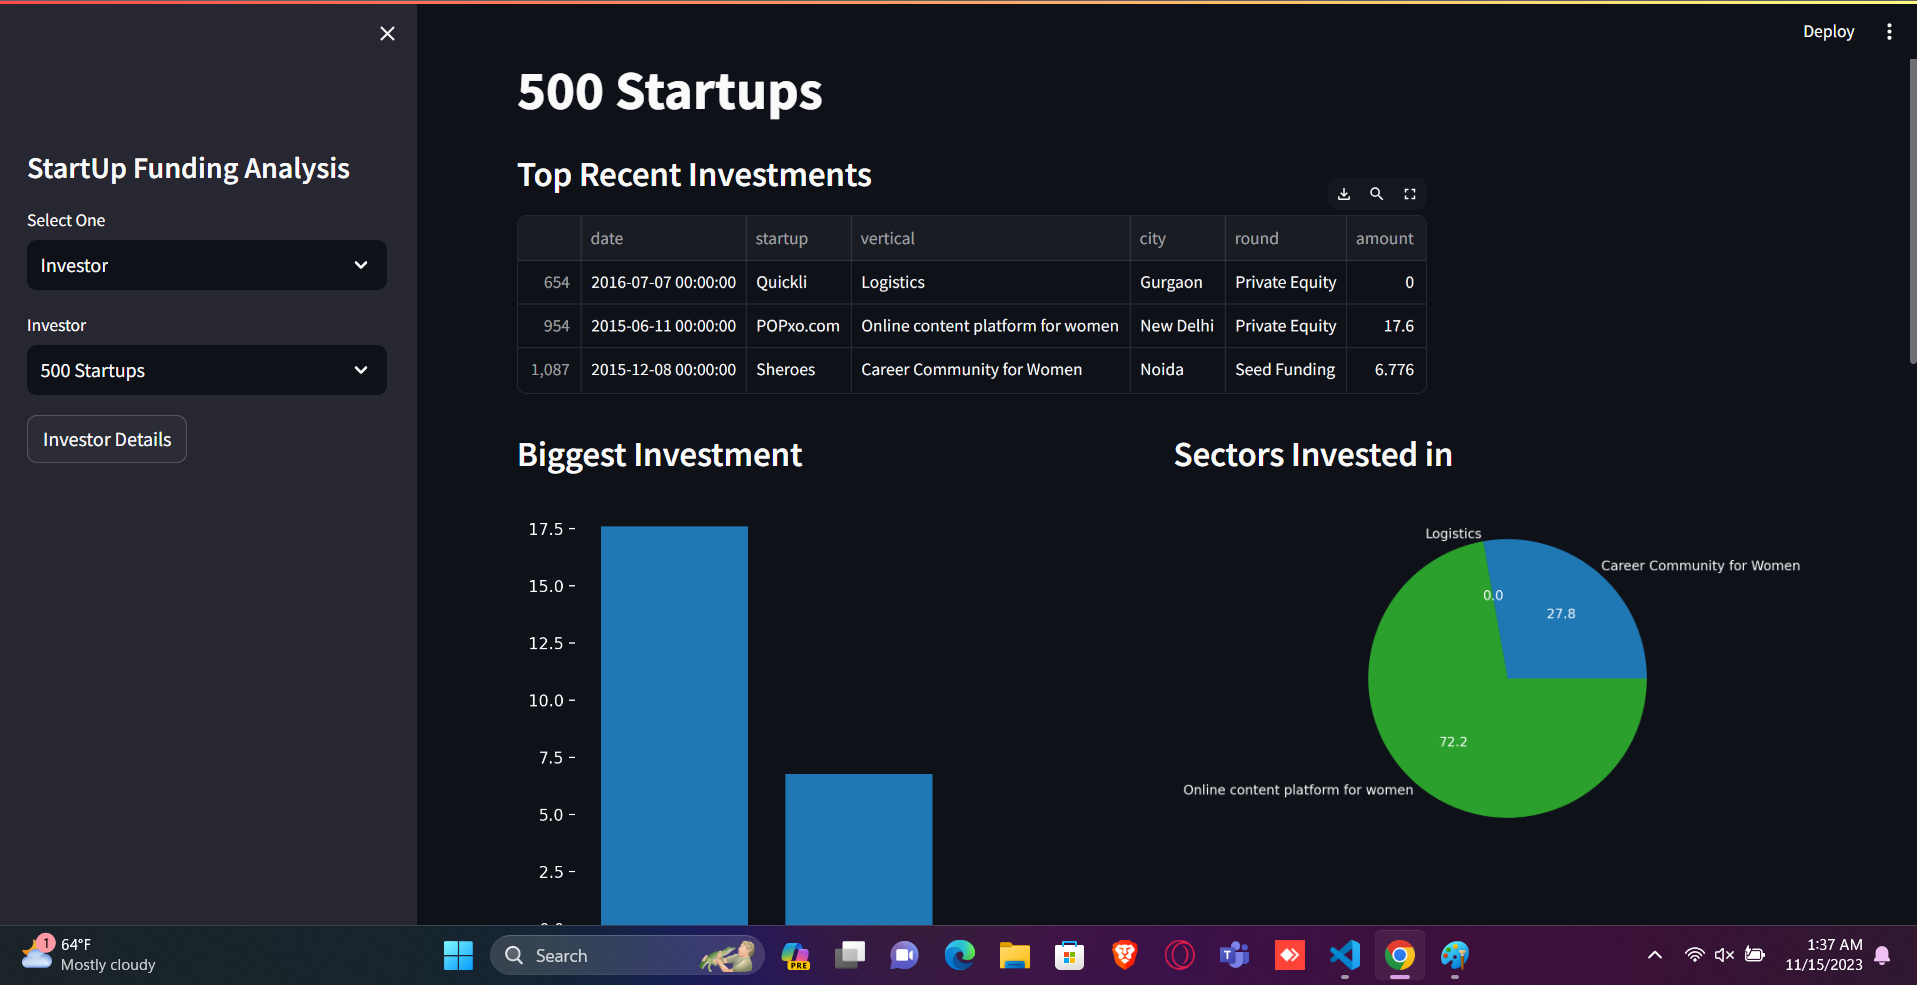 Deploy
StartUp Funding Analysis
Select One
Investor
Investor
500 Startups
Investor Details
500 Startups
Top Recent Investments
date startup vertical city round amount
654 2016-07-07 00:00:00 Quickli Logistics Gurgaon Private Equity 0
954 2015-06-11 00:00:00 POPxo.com Online content platform for women New Delhi Private Equity 17.6
1,087 2015-12-08 00:00:00 Sheroes Career Community for Women Noida Seed Funding 6.776
Biggest Investment
17.5
15.0
12.5
10.0
7.5
5.0
2.5
Sectors Invested in
Logistics
Career Community for Women
0.0
27.8
72.2
Online content platform for women
1
64°F
Mostly cloudy
Search
PRE
1:37 AM
11/15/2023